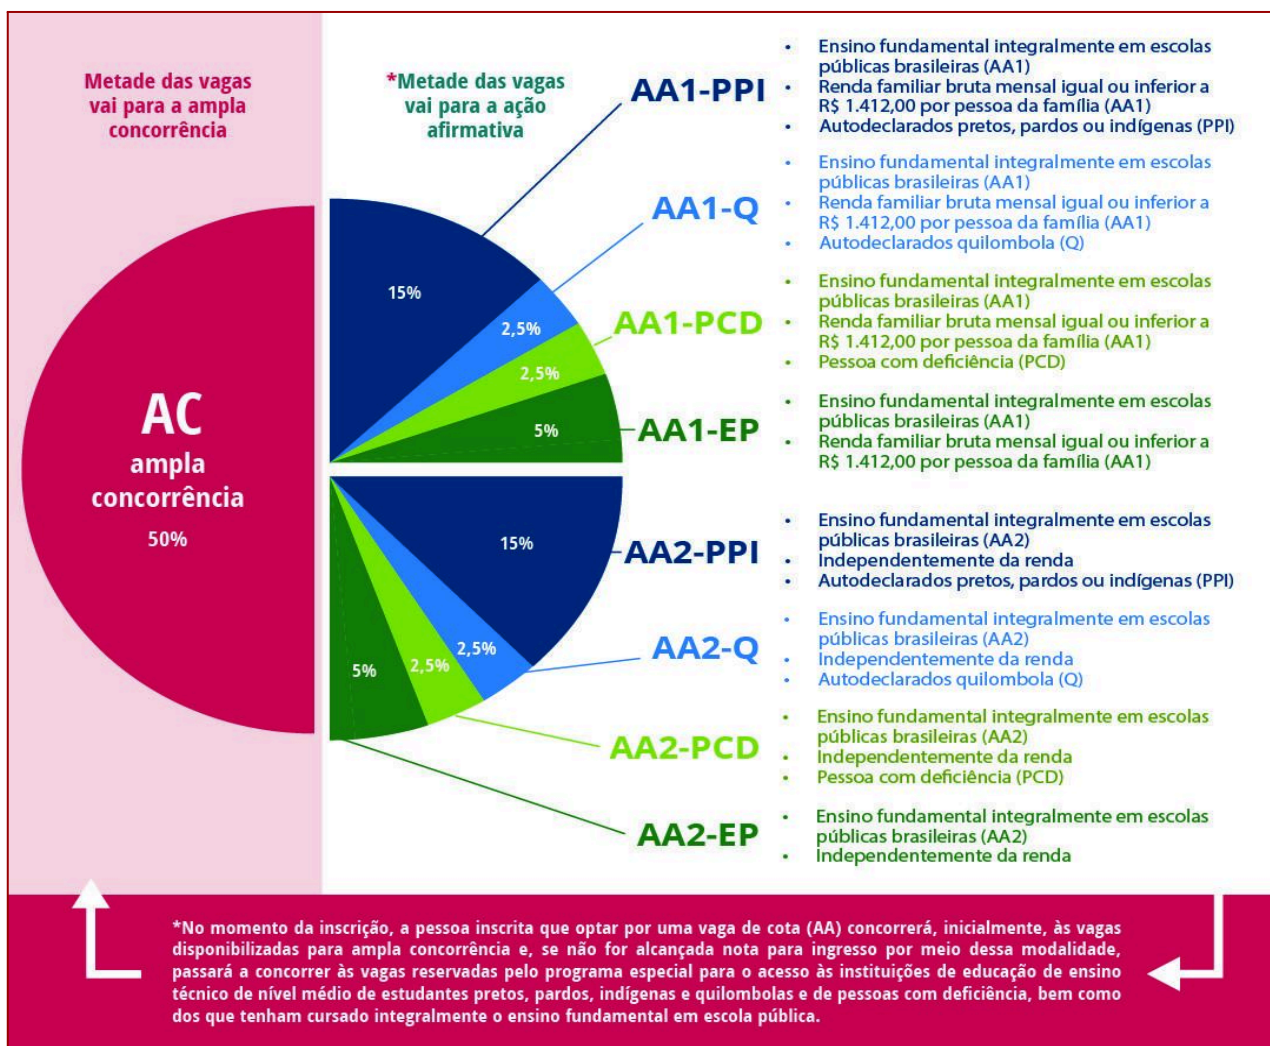 Metade das vagas
vai para a ampla
concorrência
*Metade das vagas
vai para a ação
afirmativa
AC
ampla
concorrência
50%
15%
2,5%
2,5%
5%
15%
2,5%
2,5%
5%
AA1-PPI
• Ensino fundamental integralmente em escolas
públicas brasileiras (AA1)
• Renda familiar bruta mensal igual ou inferior a
R$ 1.412,00 por pessoa da família (AA1)
• Autodeclarados pretos, pardos ou indígenas (PPI)
AA1-Q
• Ensino fundamental integralmente em escolas
públicas brasileiras (AA1)
• Renda familiar bruta mensal igual ou inferior a
R$ 1.412,00 por pessoa da família (AA1)
• Autodeclarados quilombola (Q)
AA1-PCD
• Ensino fundamental integralmente em escolas
públicas brasileiras (AA1)
• Renda familiar bruta mensal igual ou inferior a
R$ 1.412,00 por pessoa da família (AA1)
• Pessoa com deficiência (PCD)
AA1-EP
• Ensino fundamental integralmente em escolas
públicas brasileiras (AA1)
• Renda familiar bruta mensal igual ou inferior a
R$ 1.412,00 por pessoa da família (AA1)
AA2-PPI
• Ensino fundamental integralmente em escolas
públicas brasileiras (AA2)
• Independentemente da renda
• Autodeclarados pretos, pardos ou indígenas (PPI)
AA2-Q
• Ensino fundamental integralmente em escolas
públicas brasileiras (AA2)
• Independentemente da renda
• Autodeclarados quilombola (Q)
AA2-PCD
• Ensino fundamental integralmente em escolas
públicas brasileiras (AA2)
• Independentemente da renda
• Pessoa com deficiência (PCD)
AA2-EP
• Ensino fundamental integralmente em escolas
públicas brasileiras (AA2)
• Independentemente da renda
*No momento da inscrição, a pessoa inscrita que optar por uma vaga de cota (AA) concorrerá, inicialmente, às vagas
disponibilizadas para ampla concorrência e, se não for alcançada nota para ingresso por meio dessa modalidade,
passará a concorrer às vagas reservadas pelo programa especial para o acesso às instituições de educação de ensino
técnico de nível médio de estudantes pretos, pardos, indígenas e quilombolas e de pessoas com deficiência, bem como
dos que tenham cursado integralmente o ensino fundamental em escola pública.